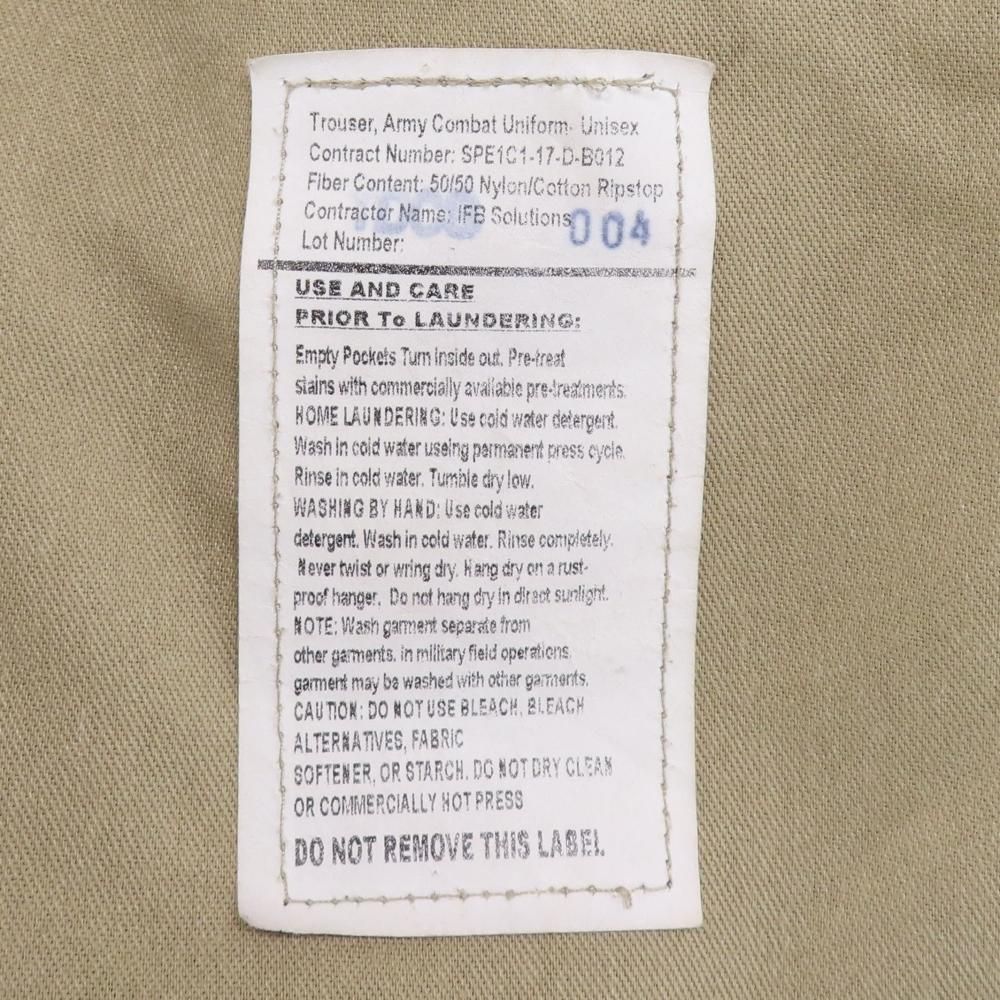 Trouser, Army Combat Uniform- Unisex
Contract Number: SPE1C1-17-D-B012
Fiber Content: 50/50 Nylon/Cotton Ripstop
Contractor Name: IFB Solutions
004
Lot Number:
USE AND CARE
PRIOR To LAUNDERING:
Empty Pockets Turn inside out. Pre-treat
stains with commercially available pre-treatments.
HOME LAUNDERING: Use cold water detergent.
Wash in cold water useing permanent press cycle.
Rinse in cold water. Tumble dry low.
WASHING BY HAND: Use cold water
detergent. Wash in cold water. Rinse completely.
Never twist or wring dry. Hang dry on a rust-
proof hanger. Do not hang dry in direct sunlight.
NOTE: Wash garment separate from
other garments. in military field operations.
garment may be washed with other garments.
CAUTION: DO NOT USE BLEACH, BLEACH
ALTERNATIVES, FABRIC
SOFTENER, OR STARCH. DO NOT DRY CLEAN
OR COMMERCIALLY HOT PRESS
DO NOT REMOVE THIS LABEL